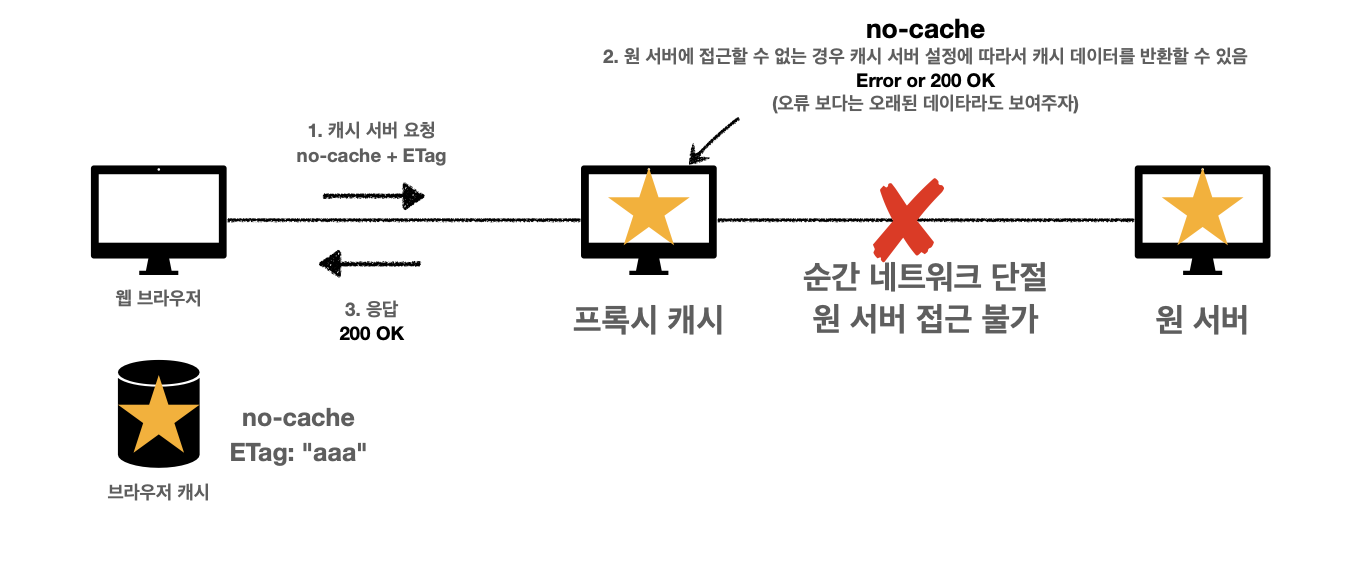 no-cache
2. 원 서버에 접근할 수 없는 경우 캐시 서버 설정에 따라서 캐시 데이터를 반환할 수 있음
Error or 200 OK
(오류 보다는 오래된 데이타라도 보여주자)
1. 캐시 서버 요청
no-cache + ETag
웹 브라우저
3. 응답
200 OK
프록시 캐시
순간 네트워크 단절
원 서버 접근 불가
원 서버
no-cache
ETag: "aaa"
브라우저 캐시